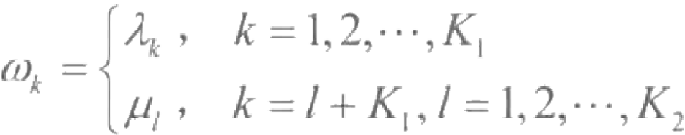 ω_k = { λ_k , k = 1,2,⋯,K_1
μ_l , k = l + K_1, l = 1,2,⋯,K_2